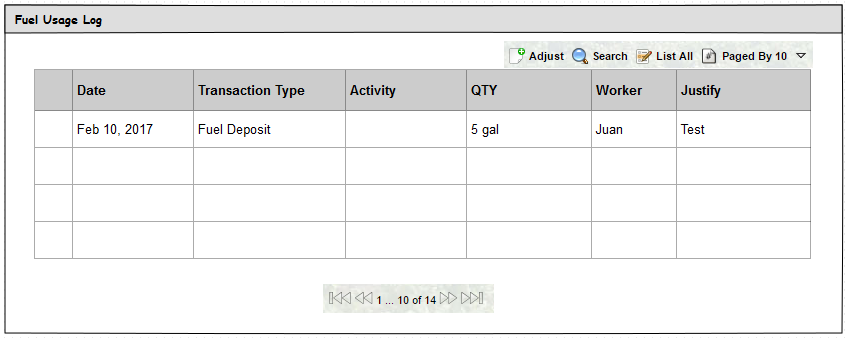 Fuel Usage Log
Adjust Search List All Paged By 10
Date Transaction Type Activity QTY Worker Justify
Feb 10, 2017 Fuel Deposit 5 gal Juan Test
1 ... 10 of 14